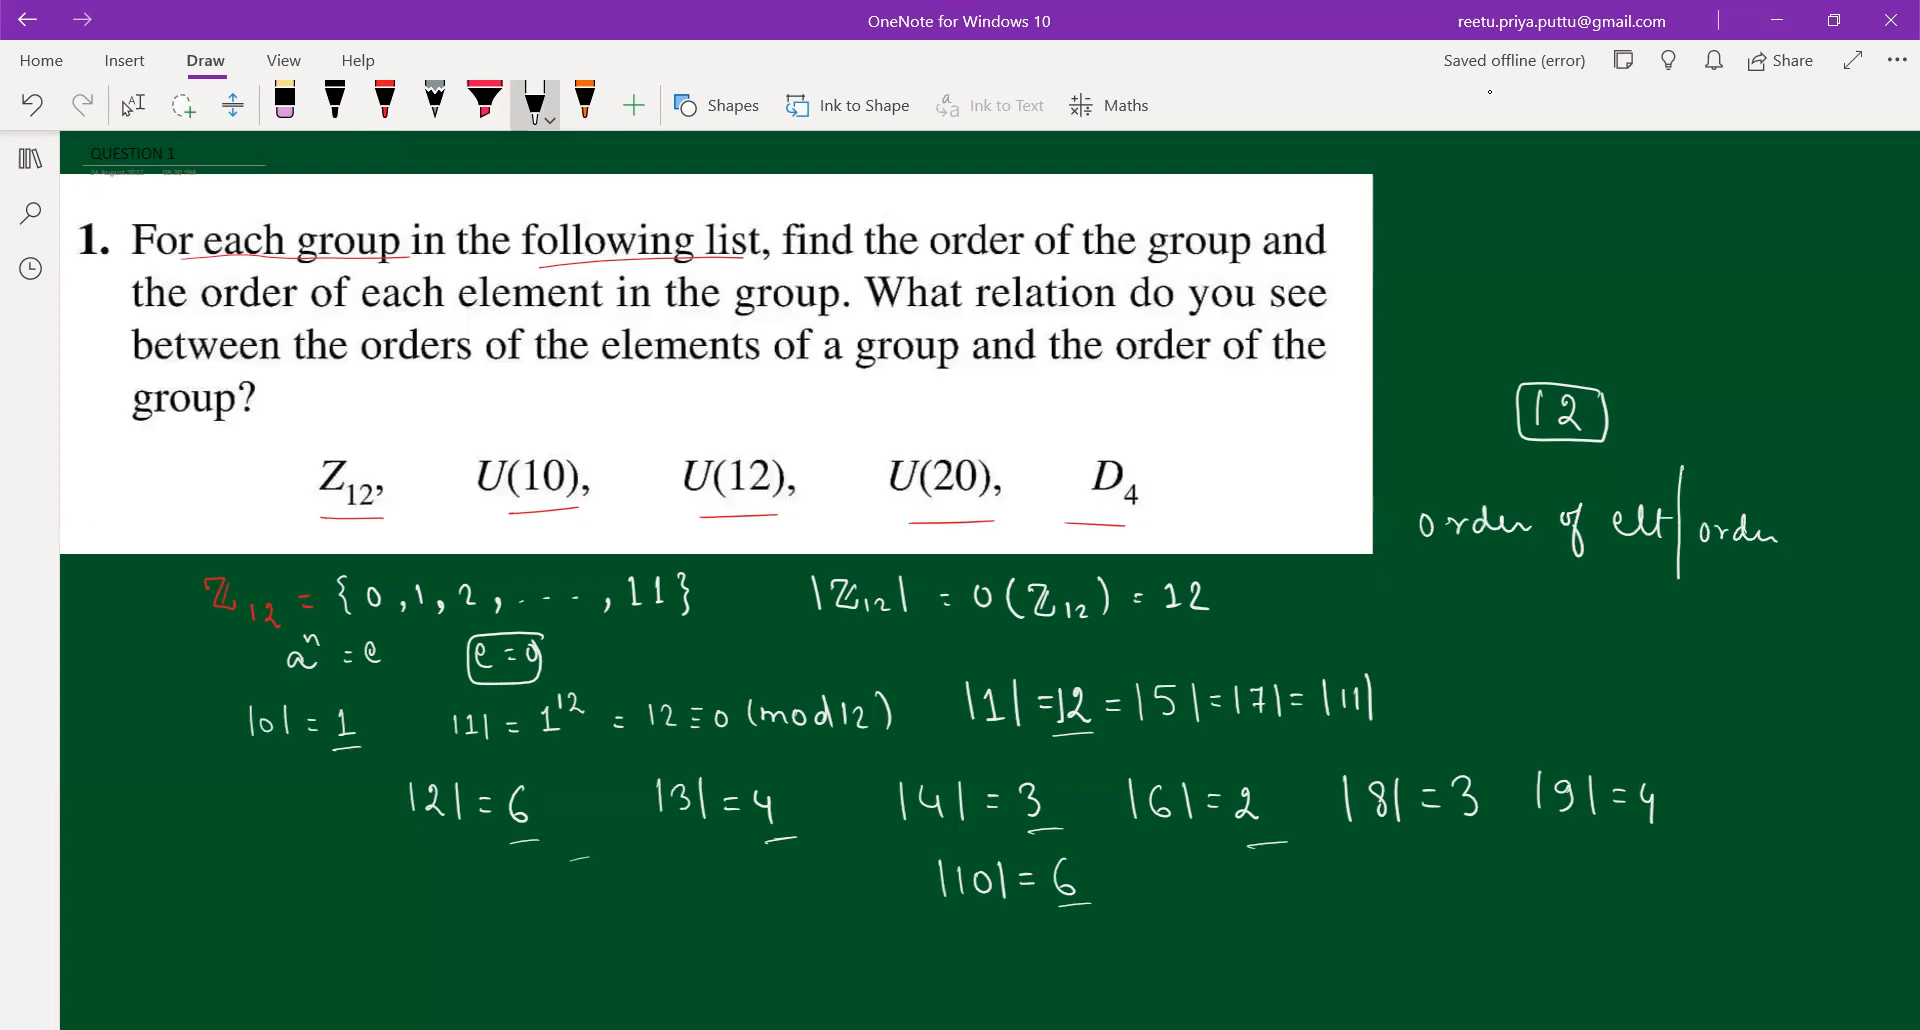 OneNote for Windows 10
reetu.priya.puttu@gmail.com
Home Insert Draw View Help
Saved offline (error) Share
Shapes Ink to Shape Ink to Text Maths
QUESTION 1
1. For each group in the following list, find the order of the group and
the order of each element in the group. What relation do you see
between the orders of the elements of a group and the order of the
group?
Z₁₂, U(10), U(12), U(20), D₄
12
order of elt | order
ℤ₁₂ = {0, 1, 2, ..., 11} |ℤ₁₂| = o(ℤ₁₂) = 12
aⁿ = e e = 0
|0| = 1 |1| = 1¹² = 12 ≡ 0 (mod 12) |1| = 12 = |5| = |7| = |11|
|2| = 6 |3| = 4 |4| = 3 |6| = 2 |8| = 3 |9| = 4
|10| = 6